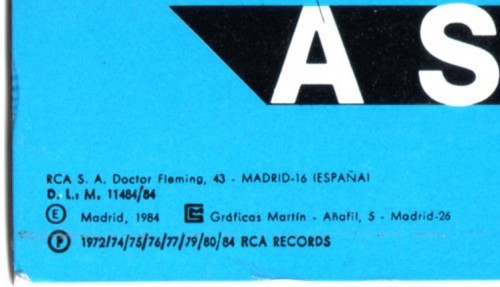 A S
RCA S. A. Doctor Fleming, 43 - MADRID-16 (ESPAÑA)
D. L.: M. 11484/84
Ⓔ Madrid, 1984 Gráficas Martín - Añafil, 5 - Madrid-26
Ⓟ 1972/74/75/76/77/79/80/84 RCA RECORDS